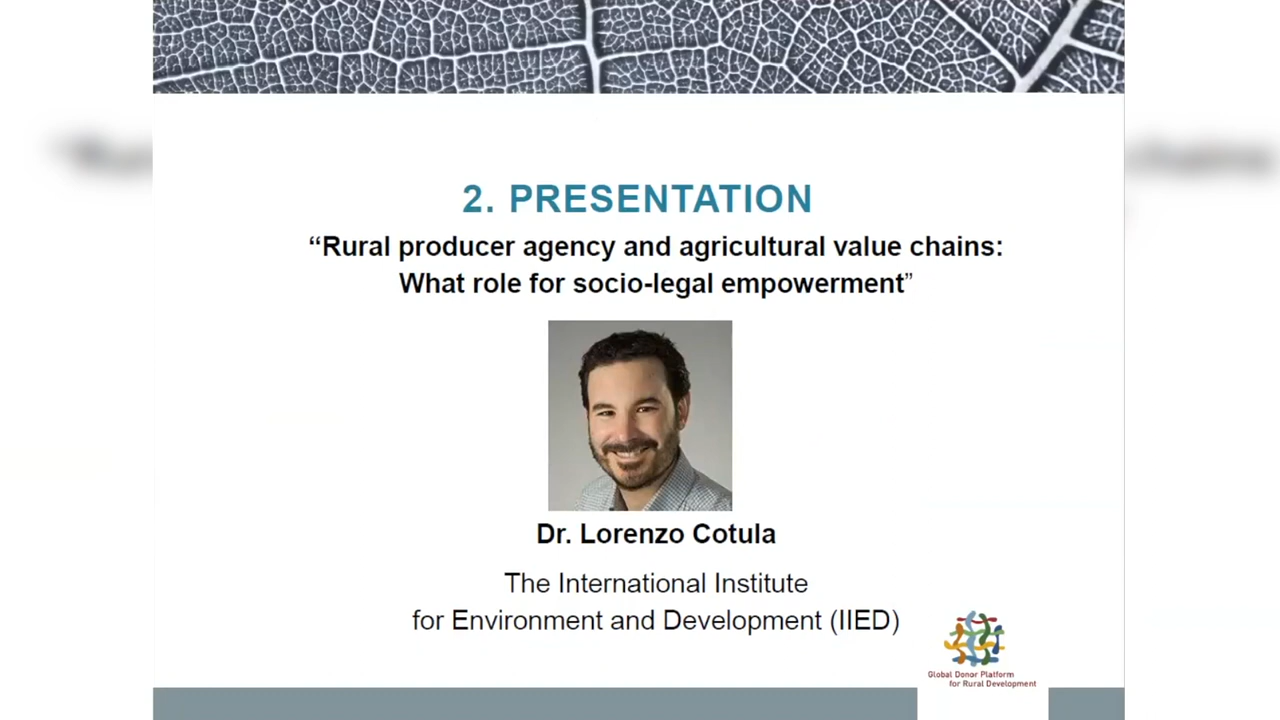 2. PRESENTATION
“Rural producer agency and agricultural value chains:
What role for socio-legal empowerment”
Dr. Lorenzo Cotula
The International Institute
for Environment and Development (IIED)
Global Donor Platform
for Rural Development